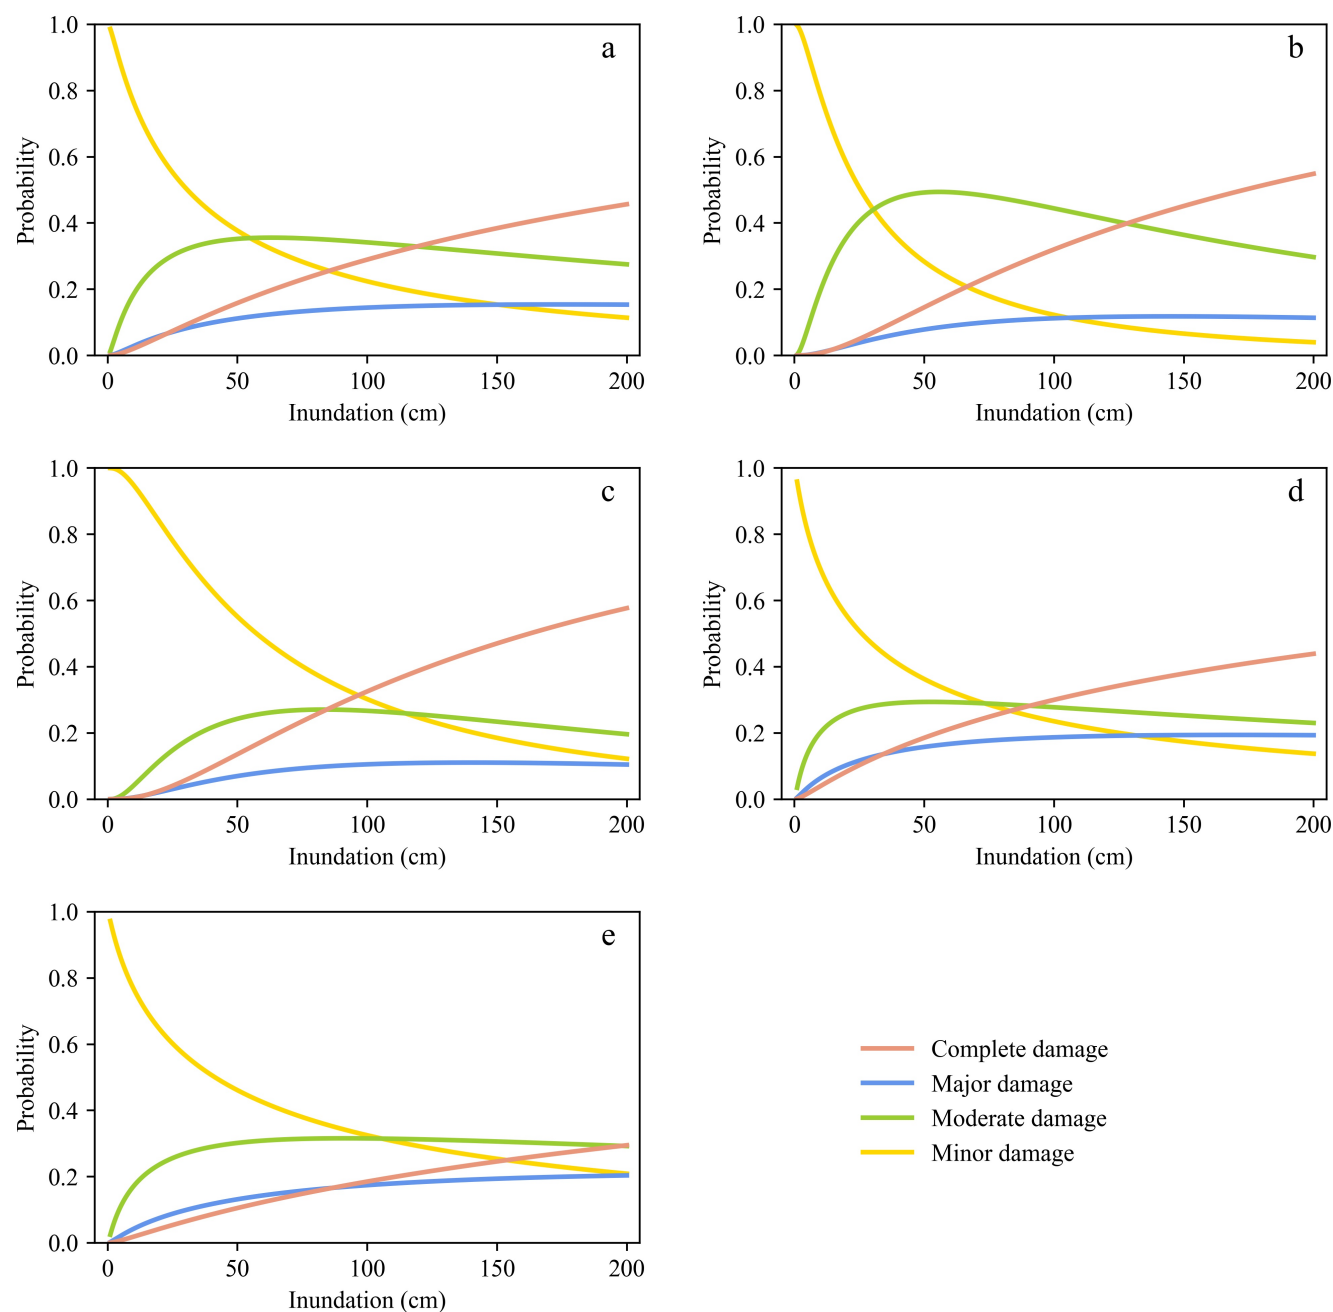 a
1.0
0.8
0.6
0.4
0.2
0.0
Probability
0 50 100 150 200
Inundation (cm)
b
1.0
0.8
0.6
0.4
0.2
0.0
Probability
0 50 100 150 200
Inundation (cm)
c
1.0
0.8
0.6
0.4
0.2
0.0
Probability
0 50 100 150 200
Inundation (cm)
d
1.0
0.8
0.6
0.4
0.2
0.0
Probability
0 50 100 150 200
Inundation (cm)
e
1.0
0.8
0.6
0.4
0.2
0.0
Probability
0 50 100 150 200
Inundation (cm)
Complete damage
Major damage
Moderate damage
Minor damage